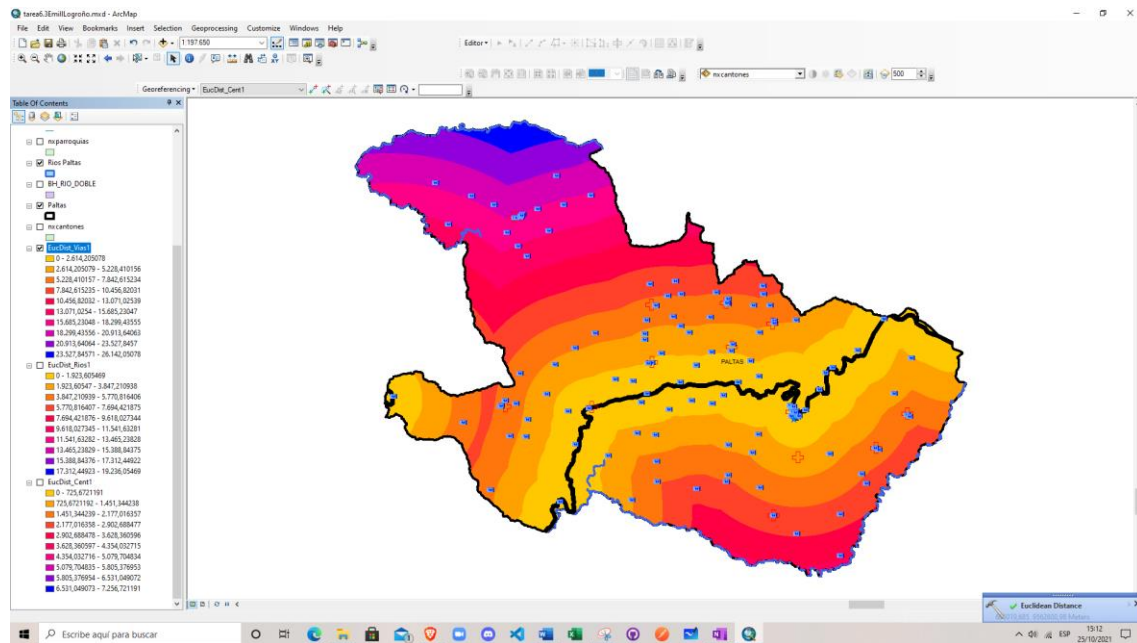 tarea6.3EmillLogroño.mxd - ArcMap
File Edit View Bookmarks Insert Selection Geoprocessing Customize Windows Help
1:197.650
Editor
nxcantones
500
Georeferencing EucDist_Cent1
Table Of Contents
nxparroquias
Rios Paltas
BH_RIO_DOBLE
Paltas
nxcantones
EucDist_Vias1
0 - 2.614,205078
2.614,205079 - 5.228,410156
5.228,410157 - 7.842,615234
7.842,615235 - 10.456,82031
10.456,82032 - 13.071,02539
13.071,0254 - 15.685,23047
15.685,23048 - 18.299,43555
18.299,43556 - 20.913,64063
20.913,64064 - 23.527,8457
23.527,84571 - 26.142,05078
EucDist_Rios1
0 - 1.923,605469
1.923,60547 - 3.847,210938
3.847,210939 - 5.770,816406
5.770,816407 - 7.694,421875
7.694,421876 - 9.618,027344
9.618,027345 - 11.541,63281
11.541,63282 - 13.465,23828
13.465,23829 - 15.388,84375
15.388,84376 - 17.312,44922
17.312,44923 - 19.236,05469
EucDist_Cent1
0 - 725,6721191
725,6721192 - 1.451,344238
1.451,344239 - 2.177,016357
2.177,016358 - 2.902,688477
2.902,688478 - 3.628,360596
3.628,360597 - 4.354,032715
4.354,032716 - 5.079,704834
5.079,704835 - 5.805,376953
5.805,376954 - 6.531,049072
6.531,049073 - 7.256,721191
PALTAS
Euclidean Distance
Escribe aquí para buscar
ESP
15:12
25/10/2021